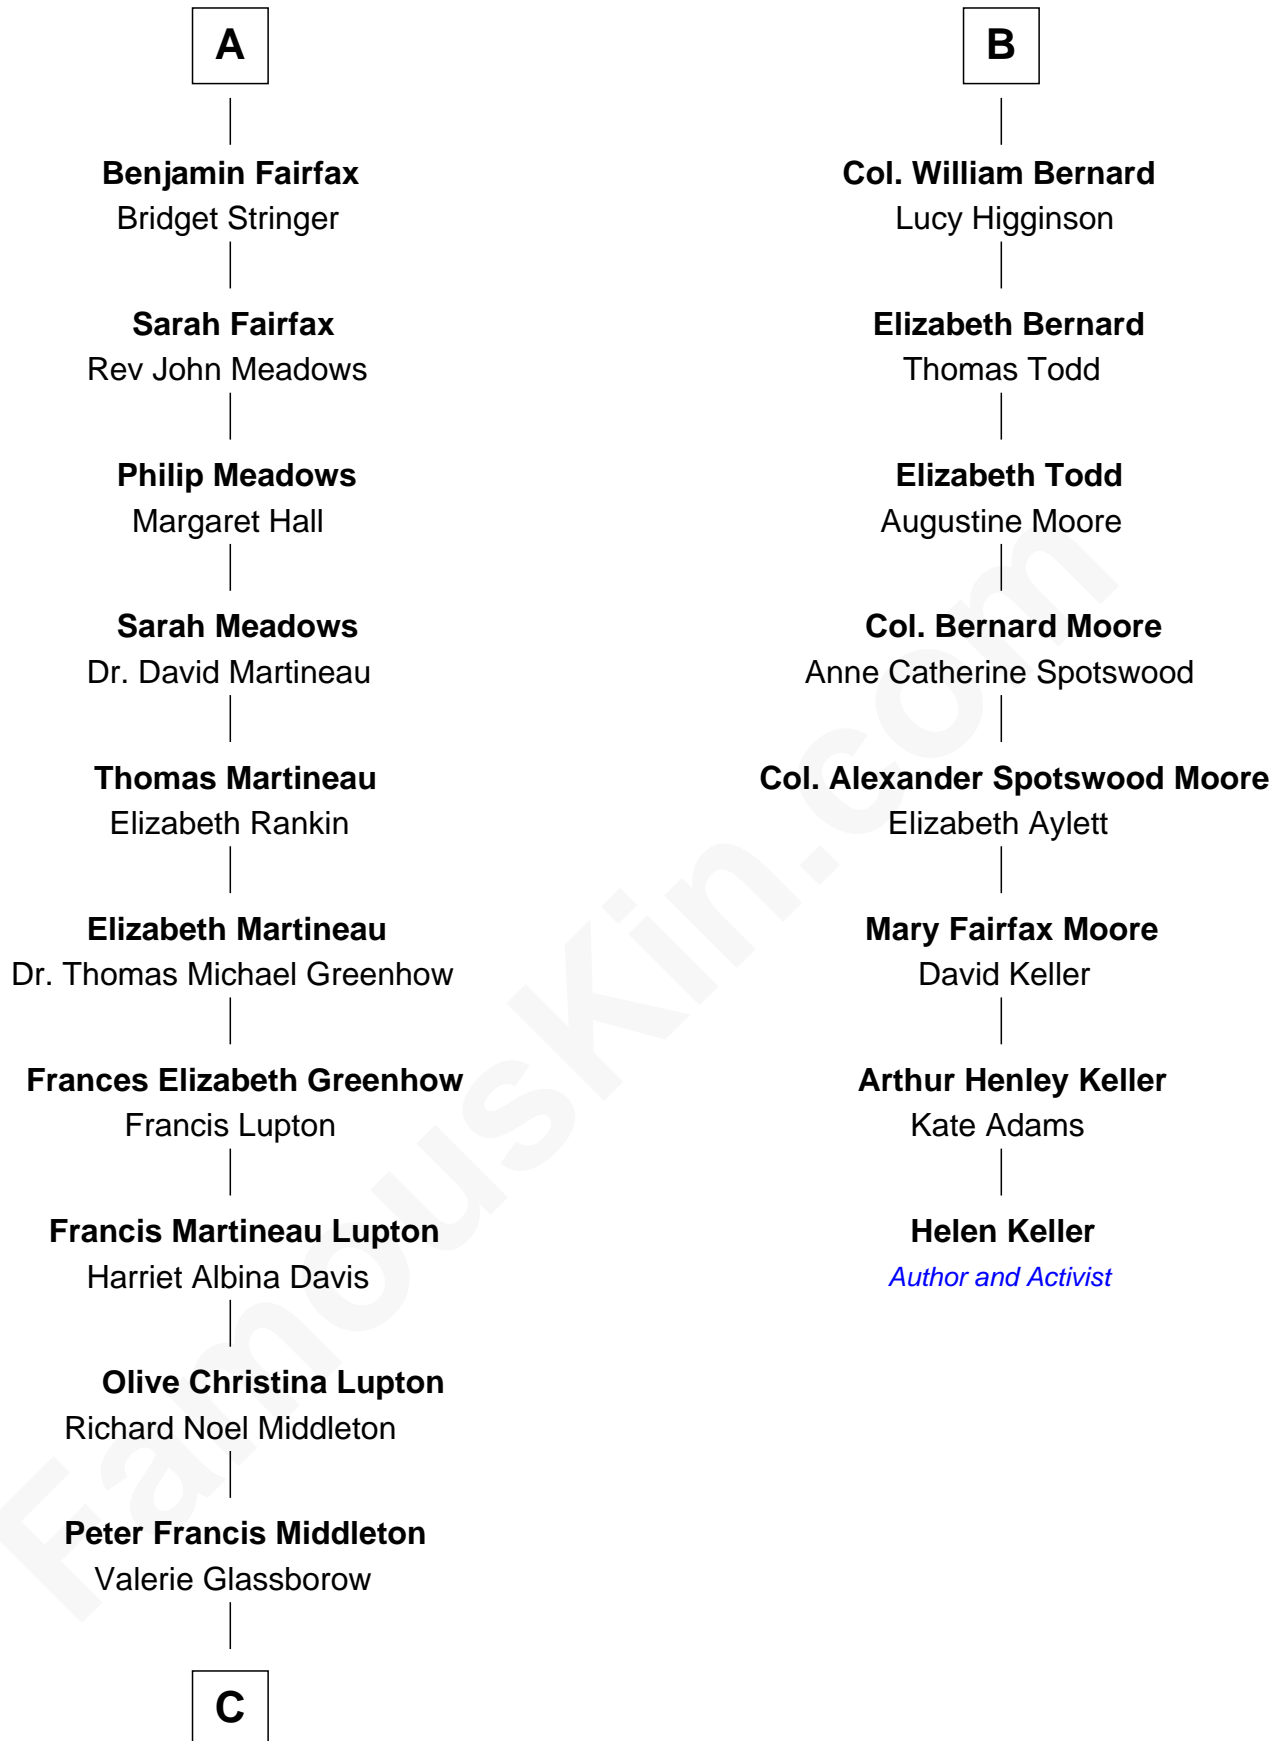 A
Benjamin Fairfax
Bridget Stringer
Sarah Fairfax
Rev John Meadows
Philip Meadows
Margaret Hall
Sarah Meadows
Dr. David Martineau
Thomas Martineau
Elizabeth Rankin
Elizabeth Martineau
Dr. Thomas Michael Greenhow
Frances Elizabeth Greenhow
Francis Lupton
Francis Martineau Lupton
Harriet Albina Davis
Olive Christina Lupton
Richard Noel Middleton
Peter Francis Middleton
Valerie Glassborow
C
B
Col. William Bernard
Lucy Higginson
Elizabeth Bernard
Thomas Todd
Elizabeth Todd
Augustine Moore
Col. Bernard Moore
Anne Catherine Spotswood
Col. Alexander Spotswood Moore
Elizabeth Aylett
Mary Fairfax Moore
David Keller
Arthur Henley Keller
Kate Adams
Helen Keller
Author and Activist
FamousKin.com